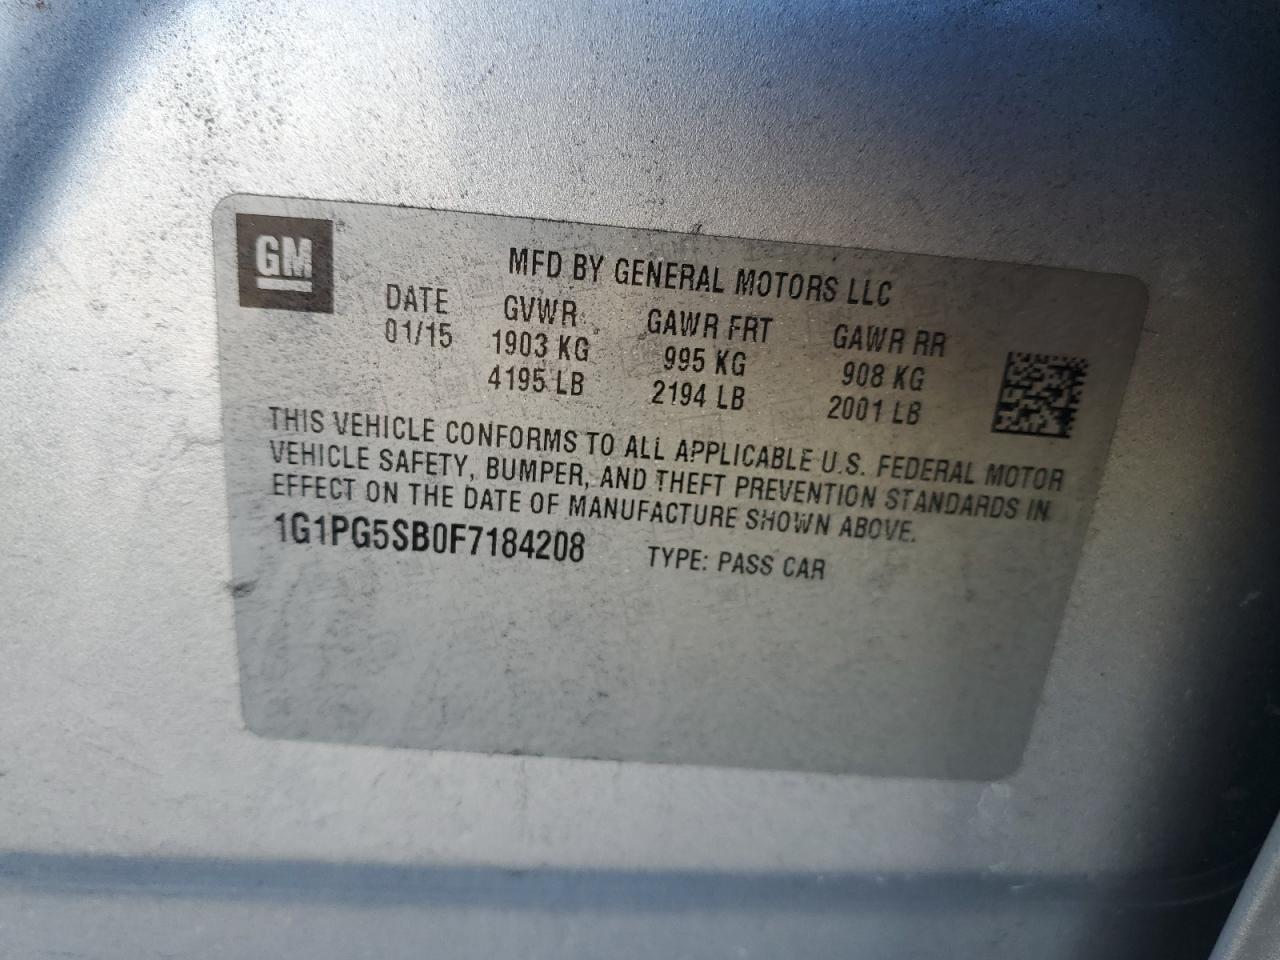 GM
MFD BY GENERAL MOTORS LLC
DATE GVWR GAWR FRT GAWR RR
01/15 1903 KG 995 KG 908 KG
4195 LB 2194 LB 2001 LB
THIS VEHICLE CONFORMS TO ALL APPLICABLE U.S. FEDERAL MOTOR
VEHICLE SAFETY, BUMPER, AND THEFT PREVENTION STANDARDS IN
EFFECT ON THE DATE OF MANUFACTURE SHOWN ABOVE.
1G1PG5SB0F7184208 TYPE: PASS CAR